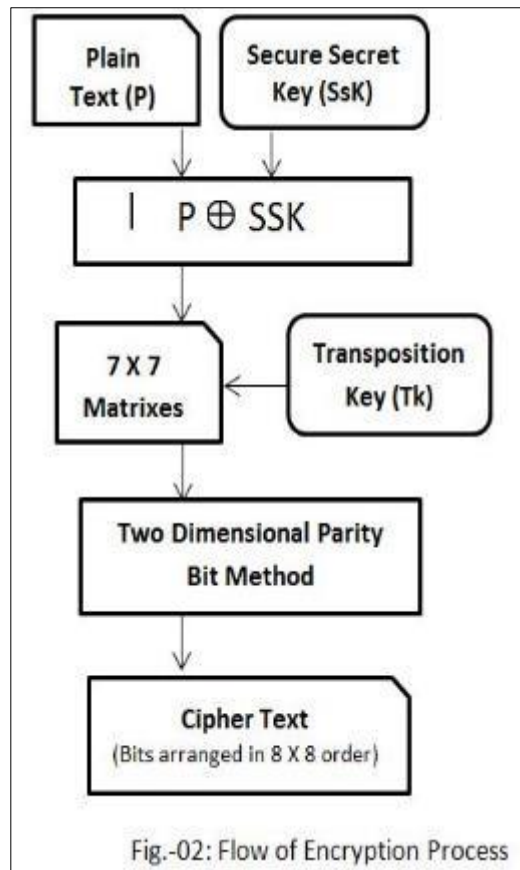 Plain
Text (P)
Secure Secret
Key (SsK)
| P ⊕ SSK
7 X 7
Matrixes
Transposition
Key (Tk)
Two Dimensional Parity
Bit Method
Cipher Text
(Bits arranged in 8 X 8 order)
Fig.-02: Flow of Encryption Process